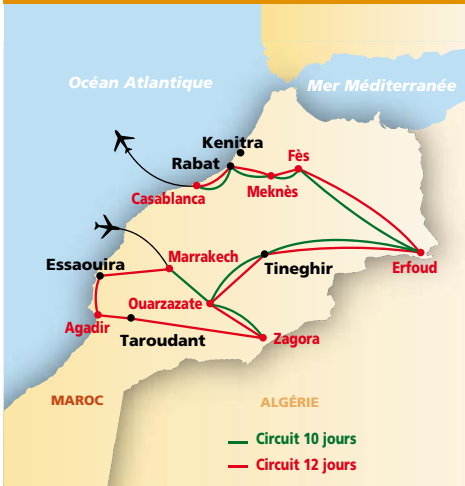 Océan Atlantique
Mer Méditerranée
Kenitra
Rabat
Fès
Casablanca
Meknès
Marrakech
Essaouira
Tineghir
Erfoud
Ouarzazate
Agadir
Taroudant
Zagora
MAROC
ALGÉRIE
Circuit 10 jours
Circuit 12 jours